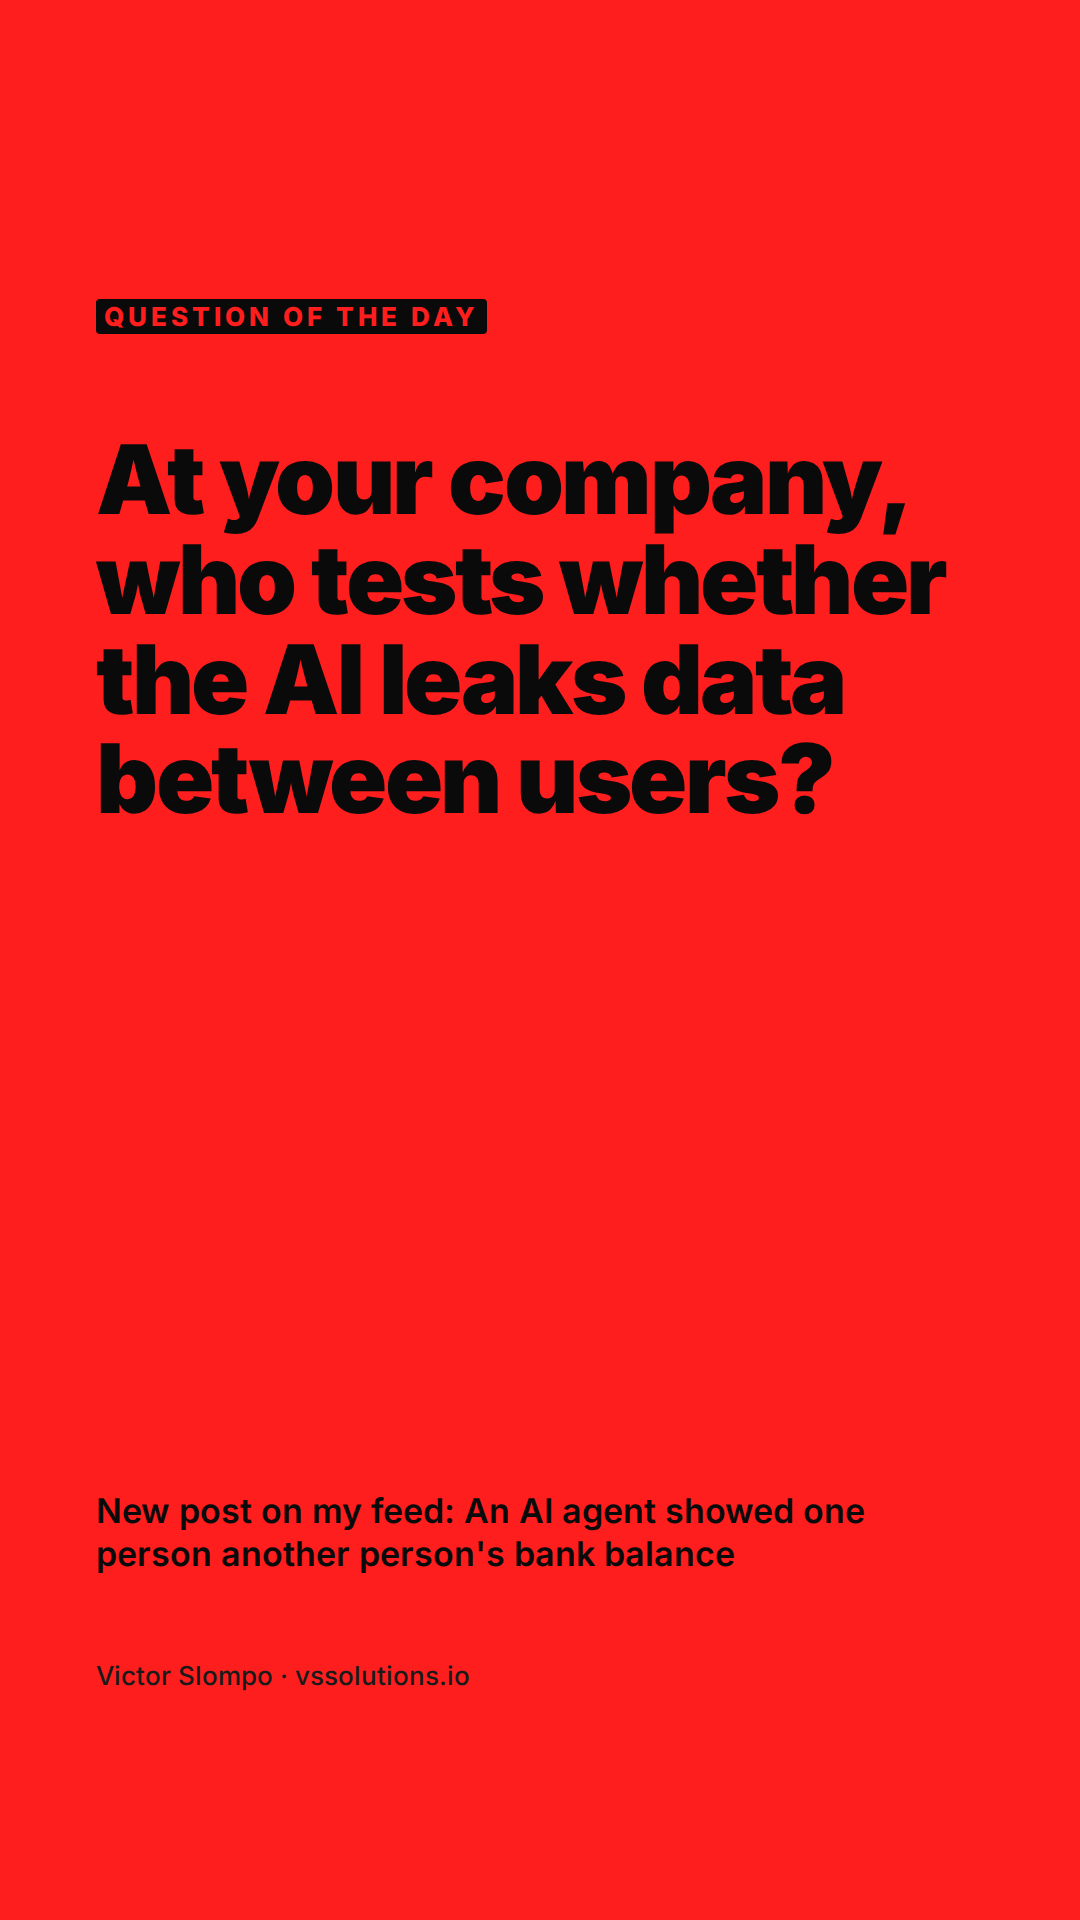 QUESTION OF THE DAY
At your company,
who tests whether
the AI leaks data
between users?
New post on my feed: An AI agent showed one
person another person's bank balance
Victor Slompo · vssolutions.io